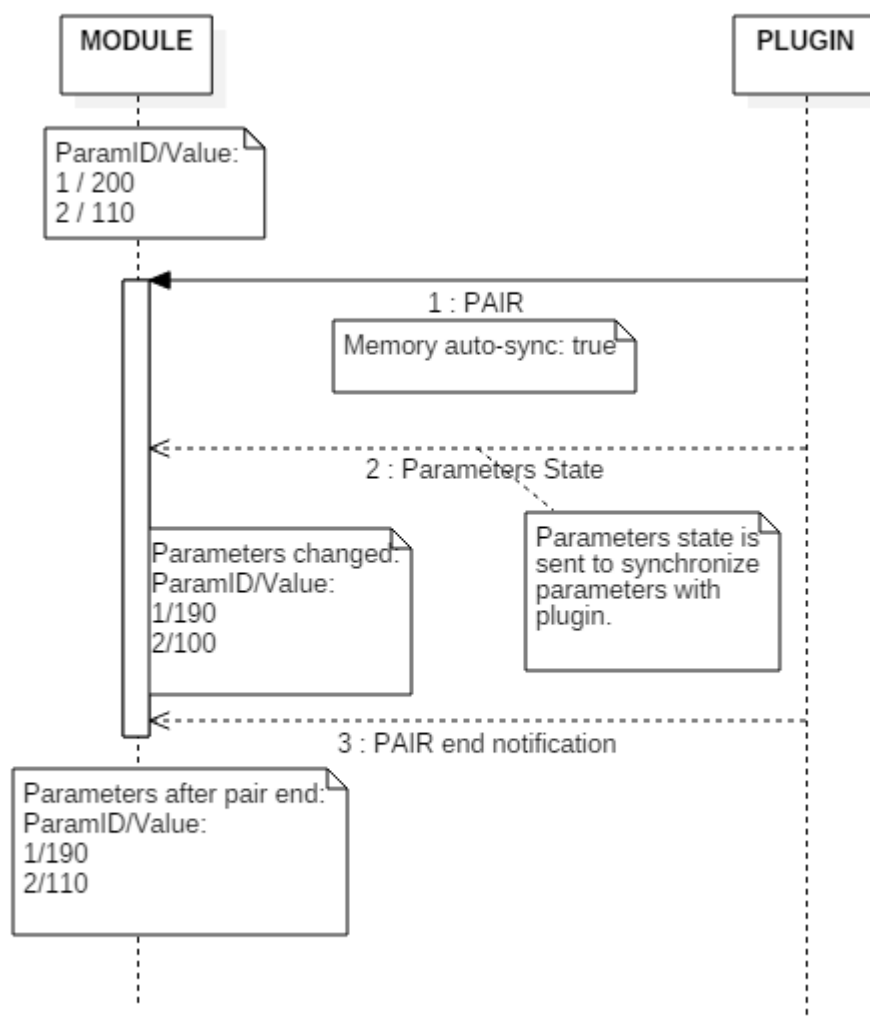 MODULE
PLUGIN
ParamID/Value:
1 / 200
2 / 110
1 : PAIR
Memory auto-sync: true
2 : Parameters State
Parameters state is
sent to synchronize
parameters with
plugin.
Parameters changed:
ParamID/Value:
1/190
2/100
3 : PAIR end notification
Parameters after pair end:
ParamID/Value:
1/190
2/110